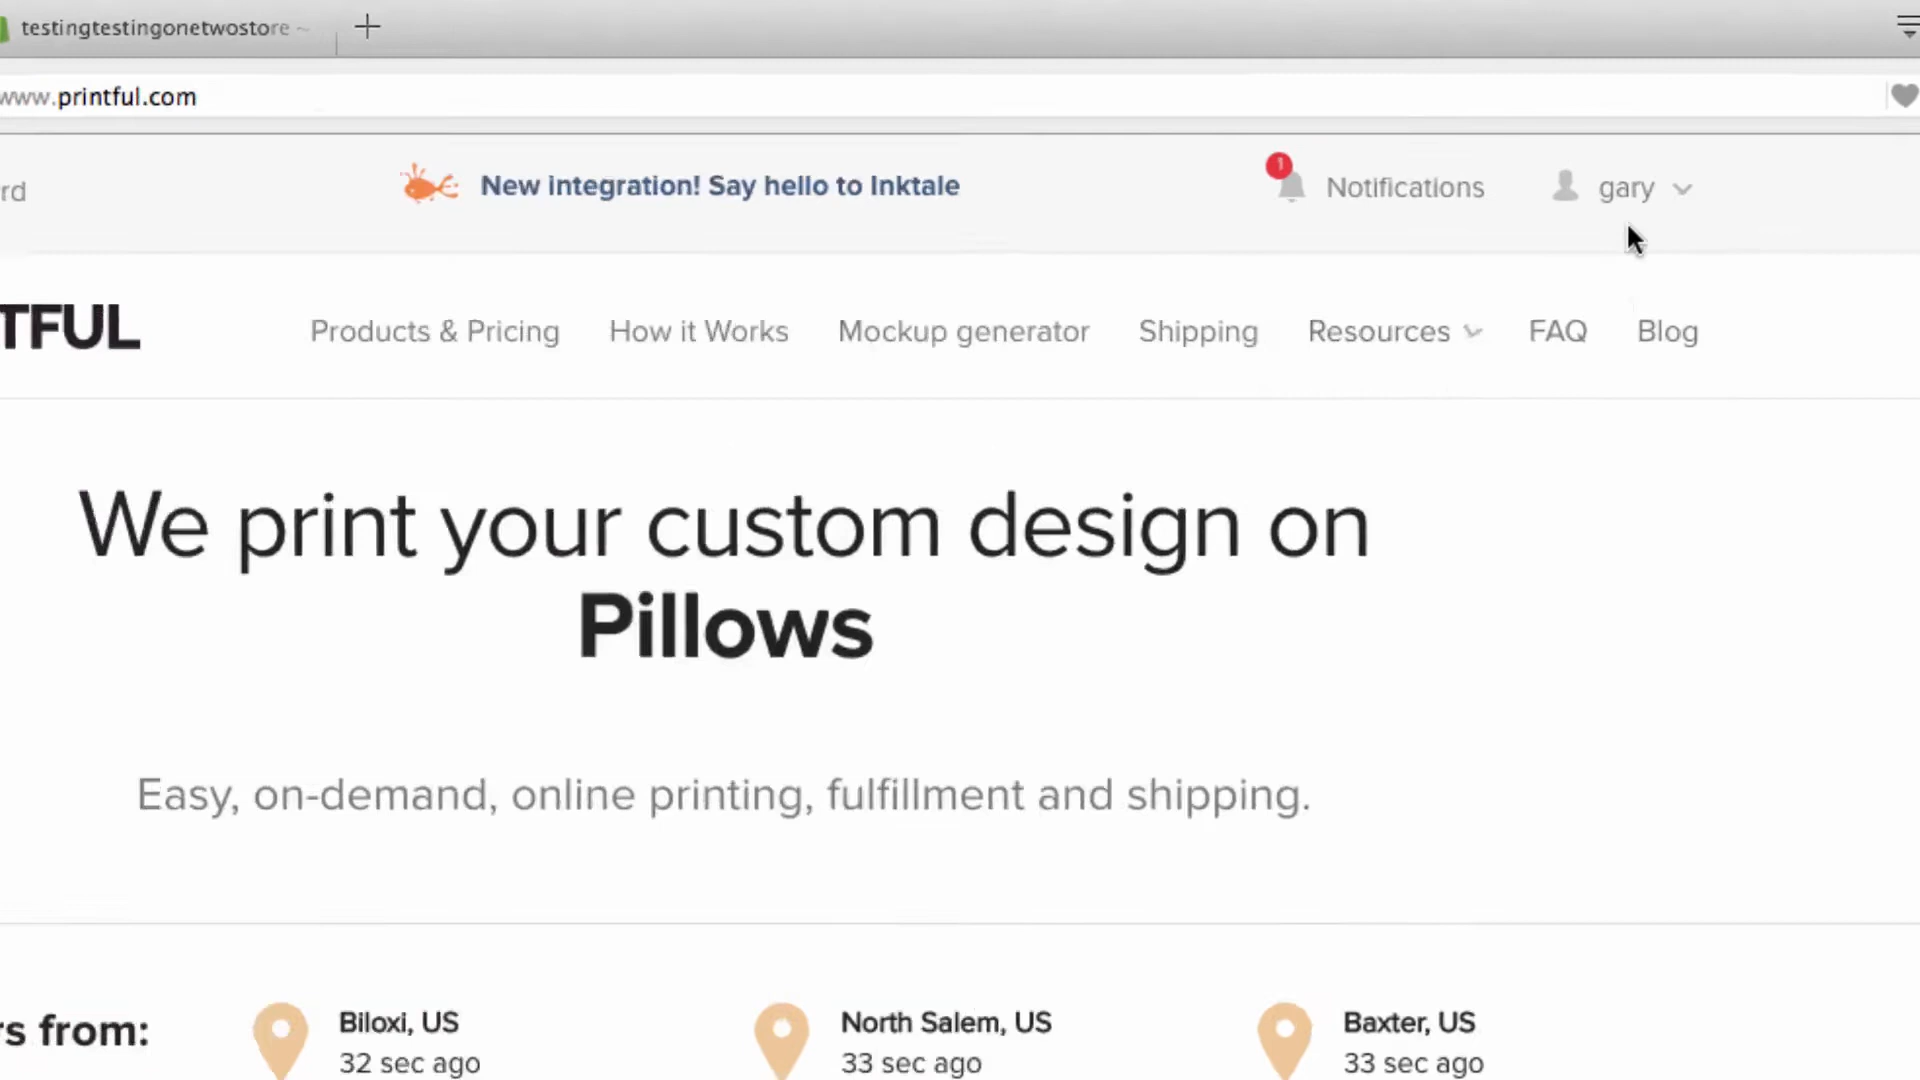 testingtestingonetwostore ~
www.printful.com
rd
New integration! Say hello to Inktale
1
Notifications
gary
TFUL
Products & Pricing
How it Works
Mockup generator
Shipping
Resources
FAQ
Blog
We print your custom design on
Pillows
Easy, on-demand, online printing, fulfillment and shipping.
rs from:
Biloxi, US
32 sec ago
North Salem, US
33 sec ago
Baxter, US
33 sec ago